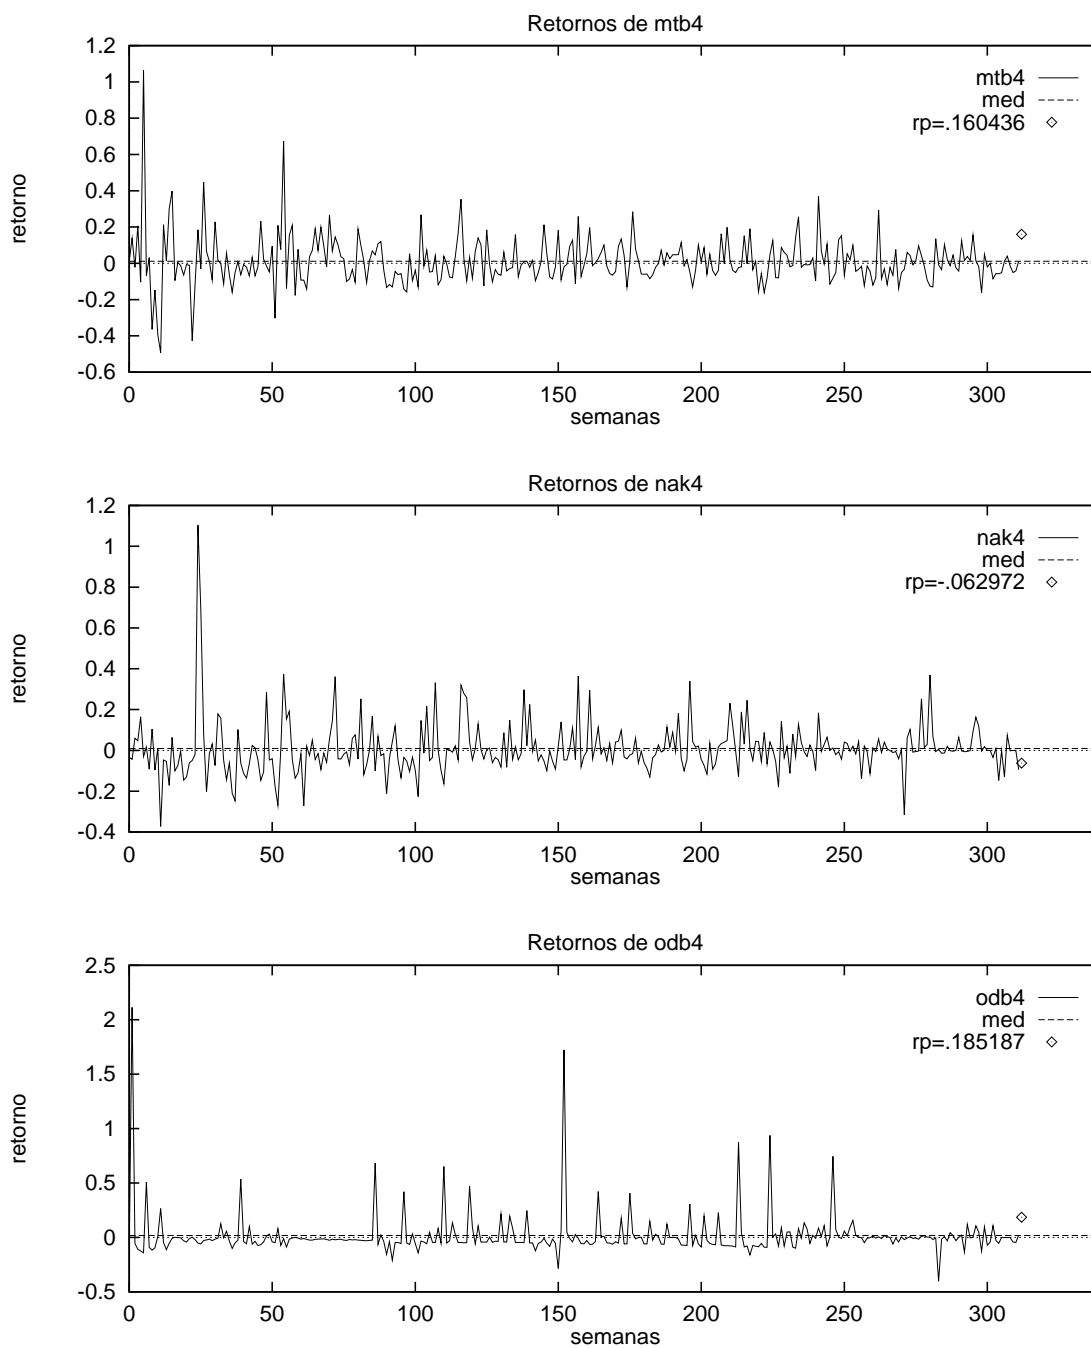 Retornos de mtb4
1.2
1
0.8
0.6
0.4
0.2
0
-0.2
-0.4
-0.6
retorno
mtb4
med
rp=.160436
0 50 100 150 200 250 300
semanas
Retornos de nak4
1.2
1
0.8
0.6
0.4
0.2
0
-0.2
-0.4
retorno
nak4
med
rp=-.062972
0 50 100 150 200 250 300
semanas
Retornos de odb4
2.5
2
1.5
1
0.5
0
-0.5
retorno
odb4
med
rp=.185187
0 50 100 150 200 250 300
semanas